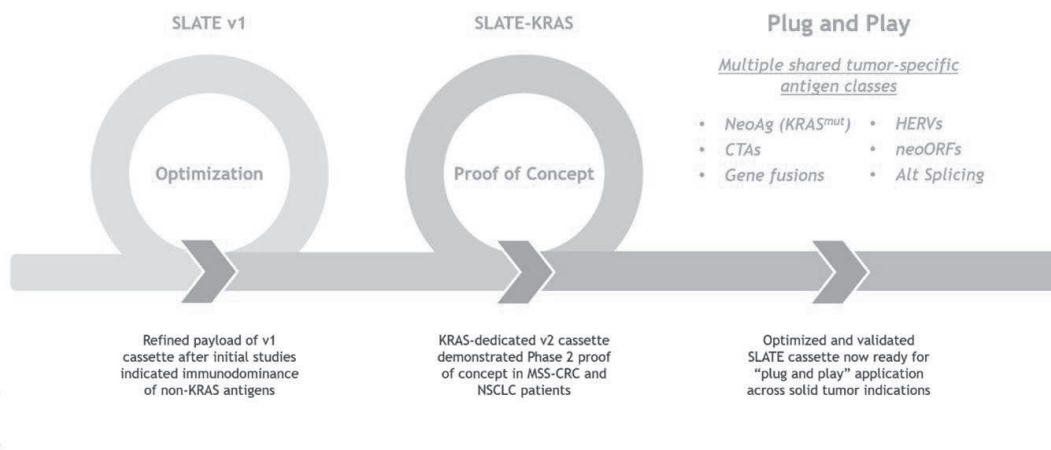 SLATE v1
SLATE-KRAS
Plug and Play
Multiple shared tumor-specific
antigen classes
• NeoAg (KRASᵐᵘᵗ)
• CTAs
• Gene fusions
• HERVs
• neoORFs
• Alt Splicing
Optimization
Proof of Concept
Refined payload of v1
cassette after initial studies
indicated immunodominance
of non-KRAS antigens
KRAS-dedicated v2 cassette
demonstrated Phase 2 proof
of concept in MSS-CRC and
NSCLC patients
Optimized and validated
SLATE cassette now ready for
“plug and play” application
across solid tumor indications